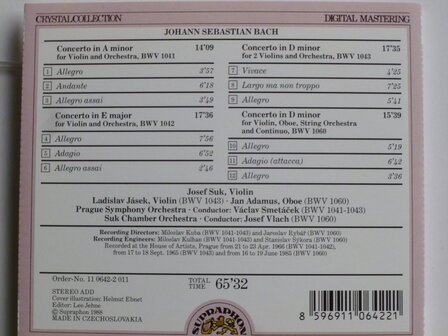 CRYSTALCOLLECTION
DIGITAL MASTERING
JOHANN SEBASTIAN BACH
Concerto in A minor 14'09
for Violin and Orchestra, BWV 1041
1 Allegro 3'57
2 Andante 6'18
3 Allegro assai 3'49
Concerto in E major 17'36
for Violin and Orchestra, BWV 1042
4 Allegro 7'56
5 Adagio 6'52
6 Allegro assai 2'46
Concerto in D minor 17'35
for 2 Violins and Orchestra, BWV 1043
7 Vivace 4'25
8 Largo ma non troppo 7'25
9 Allegro 5'41
Concerto in D minor 15'39
for Violin, Oboe, String Orchestra
and Continuo, BWV 1060
10 Allegro 5'19
11 Adagio (attacca) 6'42
12 Allegro 3'36
Josef Suk, Violin
Ladislav Jásek, Violin (BWV 1043) · Jan Adamus, Oboe (BWV 1060)
Prague Symphony Orchestra · Conductor: Václav Smetáček (BWV 1041-1043)
Suk Chamber Orchestra · Conductor: Josef Vlach (BWV 1060)
Recording Directors: Miloslav Kuba (BWV 1041-1043) and Jaroslav Rybář (BWV 1060)
Recording Engineers: Miloslav Kulhan (BWV 1041-1043) and Stanislav Sýkora (BWV 1060)
Recorded at the House of Artists, Prague from 21 to 23 Apr. 1966 (BWV 1041-1042),
from 17 to 18 Sept. 1965 (BWV 1043) and from 16 to 19 June 1985 (BWV 1060)
Order-No. 11 0642-2 011
STEREO ADD
Cover illustration: Helmut Ebnet
Editor: Lee Jehne
© Supraphon 1988
MADE IN CZECHOSLOVAKIA
TOTAL
TIME 65'32
SUPRAPHON
8 596911 064221